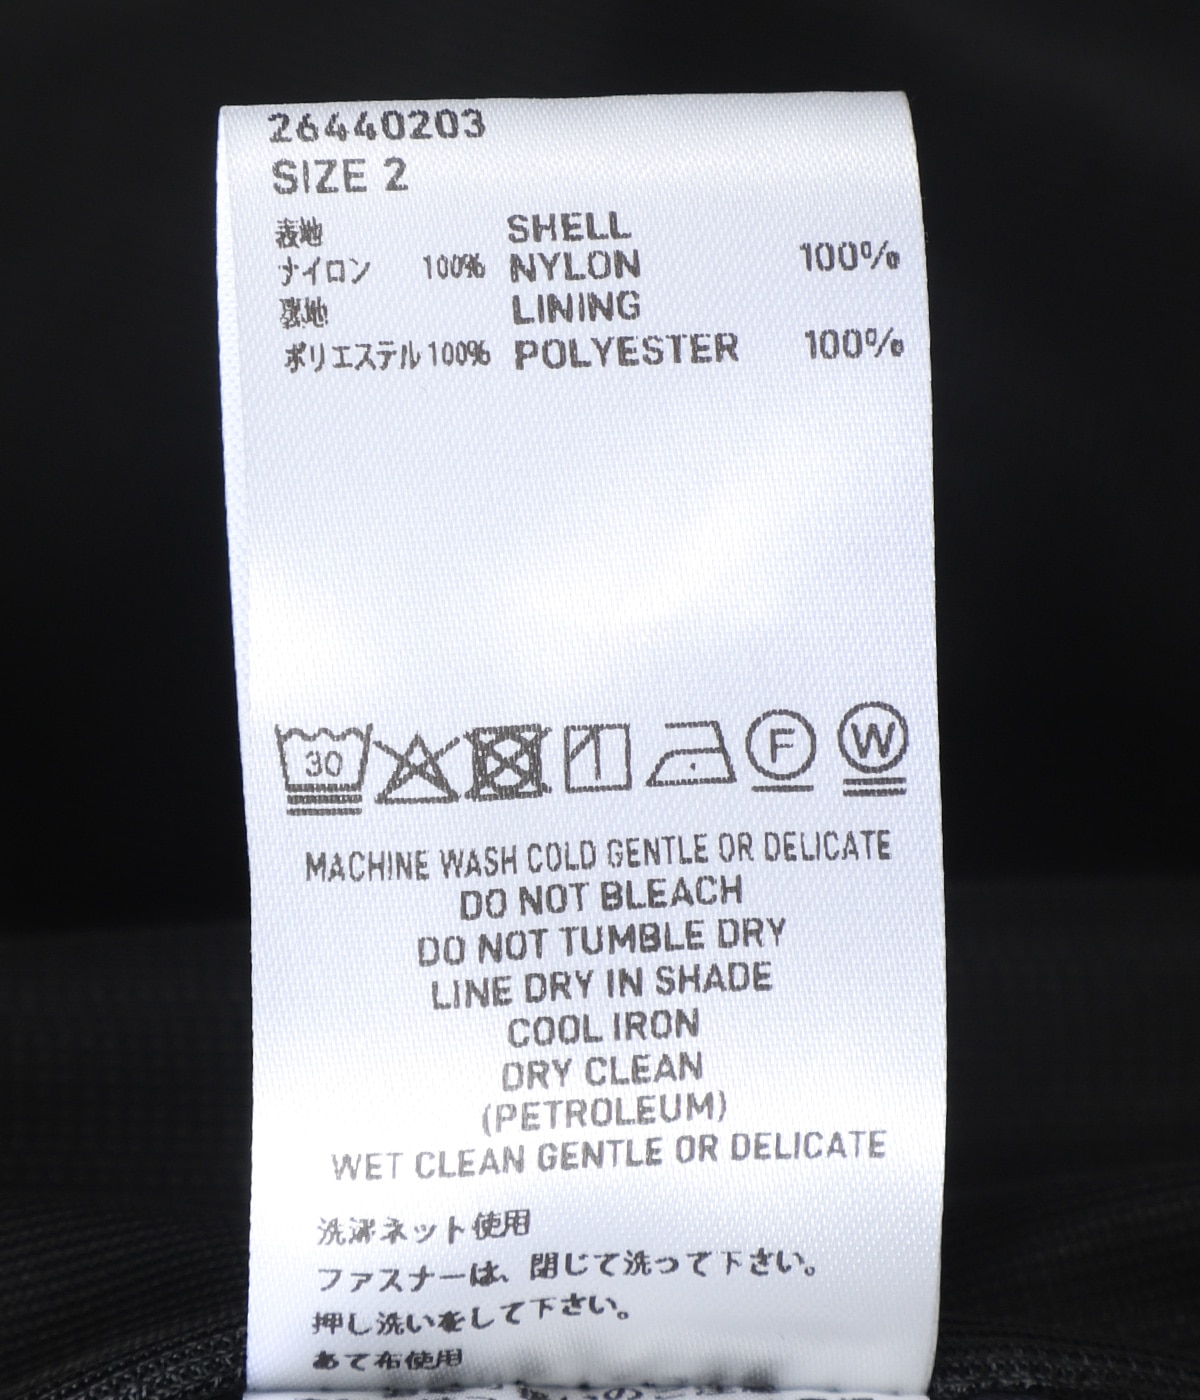 26440203
SIZE 2
表地 SHELL
ナイロン 100% NYLON 100%
裏地 LINING
ポリエステル 100% POLYESTER 100%
30 F W
MACHINE WASH COLD GENTLE OR DELICATE
DO NOT BLEACH
DO NOT TUMBLE DRY
LINE DRY IN SHADE
COOL IRON
DRY CLEAN
(PETROLEUM)
WET CLEAN GENTLE OR DELICATE
洗濯ネット使用
ファスナーは、閉じて洗って下さい。
押し洗いをして下さい。
あて布使用